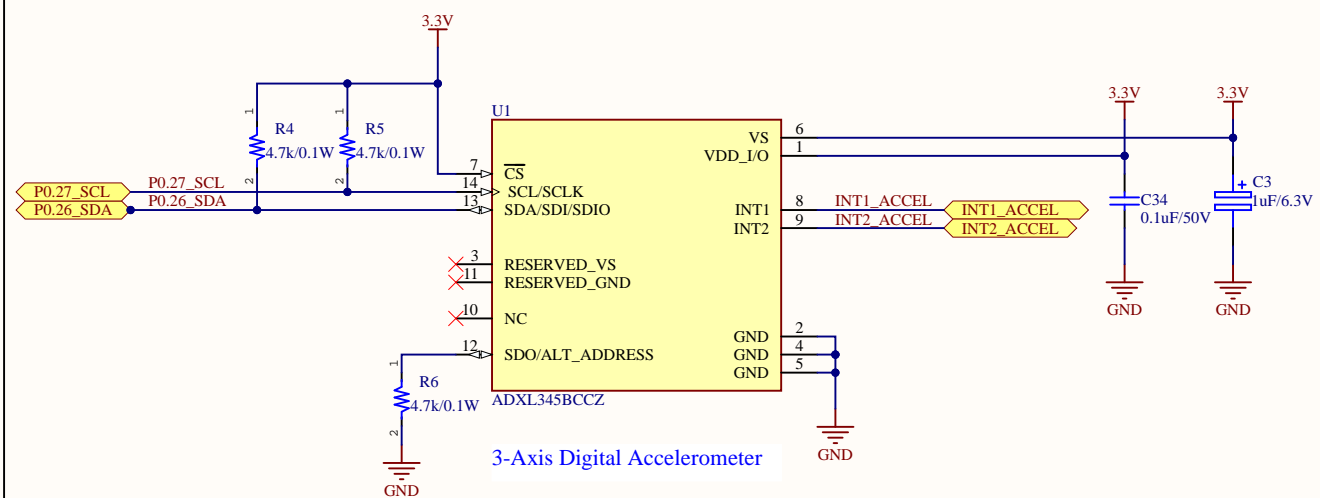 3.3V
3.3V
3.3V
1
1
R4
4.7k/0.1W
R5
4.7k/0.1W
2
2
U1
P0.27_SCL
P0.27_SCL
P0.26_SDA
P0.26_SDA
7
CS
14
SCL/SCLK
13
SDA/SDI/SDIO
3
RESERVED_VS
11
RESERVED_GND
10
NC
12
SDO/ALT_ADDRESS
VS
6
VDD_I/O
1
INT1
8
INT1_ACCEL
INT1_ACCEL
INT2
9
INT2_ACCEL
INT2_ACCEL
GND
2
GND
4
GND
5
C34
0.1uF/50V
+
C3
1uF/6.3V
GND
GND
1
R6
4.7k/0.1W
2
GND
ADXL345BCCZ
GND
3-Axis Digital Accelerometer